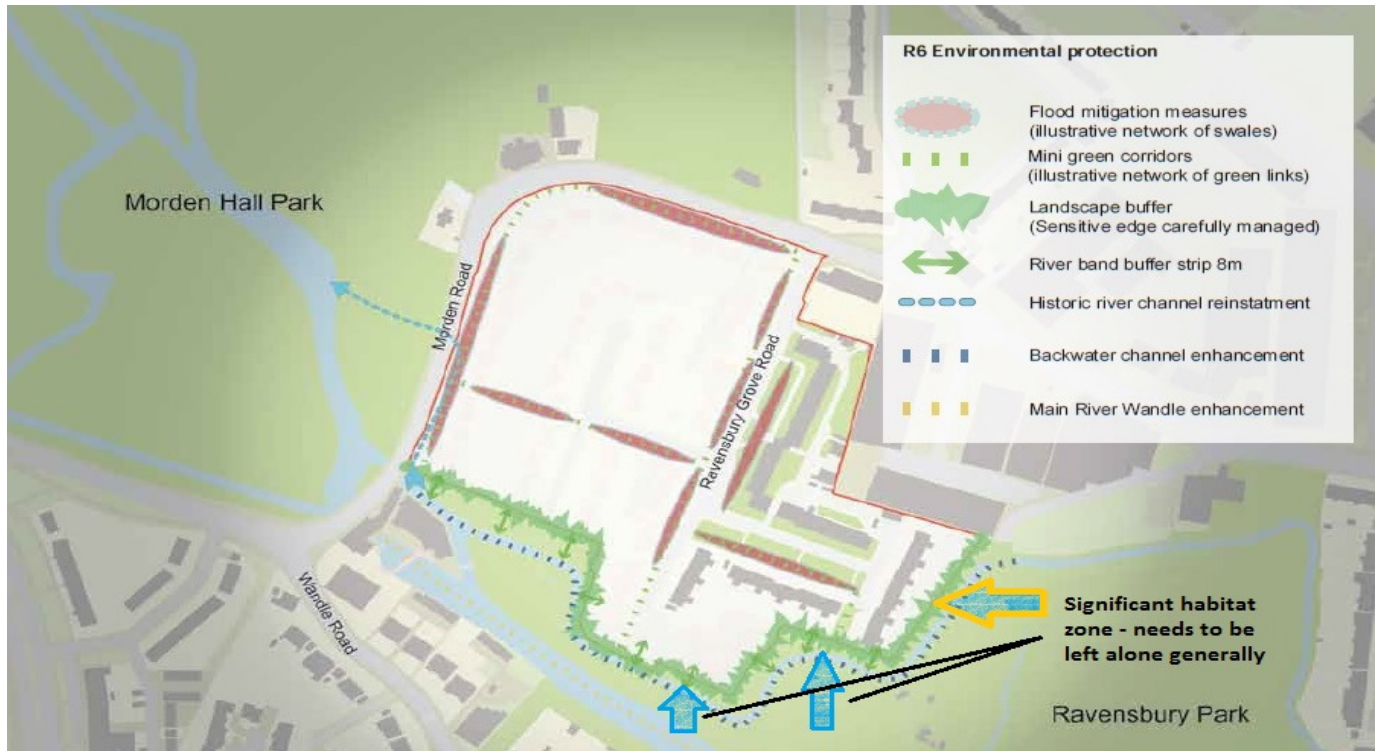 R6 Environmental protection
Flood mitigation measures
(illustrative network of swales)
Mini green corridors
(illustrative network of green links)
Landscape buffer
(Sensitive edge carefully managed)
River band buffer strip 8m
Historic river channel reinstatment
Backwater channel enhancement
Main River Wandle enhancement
Morden Hall Park
Morden Road
Ravensbury Grove Road
Wandle Road
Significant habitat
zone - needs to be
left alone generally
Ravensbury Park